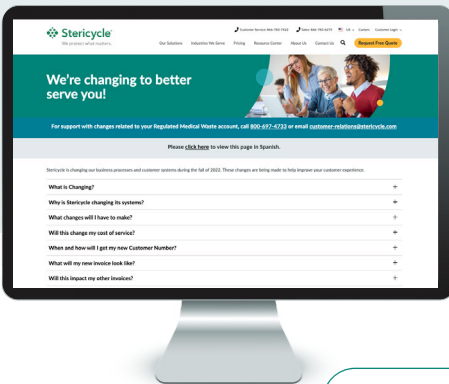 Customer Service: 866-783-7422 Sales: 866-783-6275 US Careers Customer Login
Stericycle
We protect what matters.
Our Solutions Industries We Serve Pricing Resource Center About Us Contact Us Request Free Quote
We're changing to better
serve you!
For support with changes related to your Regulated Medical Waste account, call 800-697-4733 or email customer-relations@stericycle.com
Please click here to view this page in Spanish.
Stericycle is changing our business processes and customer systems during the fall of 2022. These changes are being made to help improve your customer experience.
What is Changing?
Why is Stericycle changing its systems?
What changes will I have to make?
Will this change my cost of service?
When and how will I get my new Customer Number?
What will my new invoice look like?
Will this impact my other invoices?